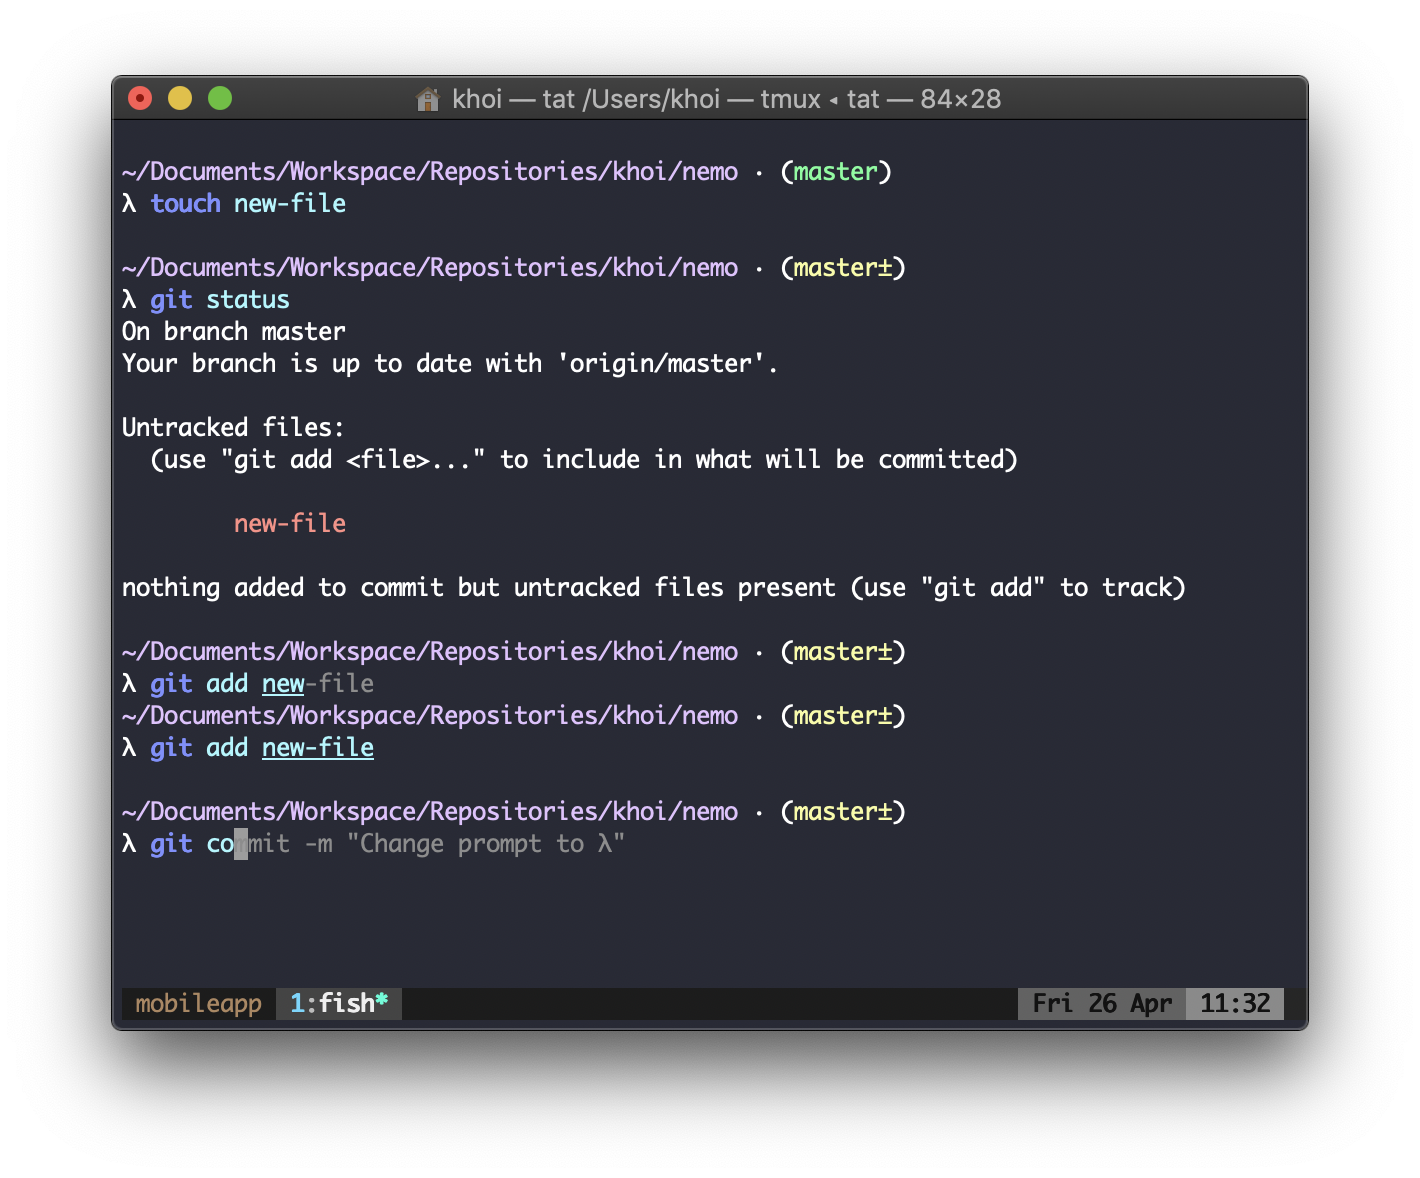 khoi — tat /Users/khoi — tmux ◂ tat — 84×28
~/Documents/Workspace/Repositories/khoi/nemo · (master)
λ touch new-file
~/Documents/Workspace/Repositories/khoi/nemo · (master±)
λ git status
On branch master
Your branch is up to date with 'origin/master'.
Untracked files:
  (use "git add <file>..." to include in what will be committed)
        new-file
nothing added to commit but untracked files present (use "git add" to track)
~/Documents/Workspace/Repositories/khoi/nemo · (master±)
λ git add new-file
~/Documents/Workspace/Repositories/khoi/nemo · (master±)
λ git add new-file
~/Documents/Workspace/Repositories/khoi/nemo · (master±)
λ git commit -m "Change prompt to λ"
mobileapp 1:fish* Fri 26 Apr 11:32